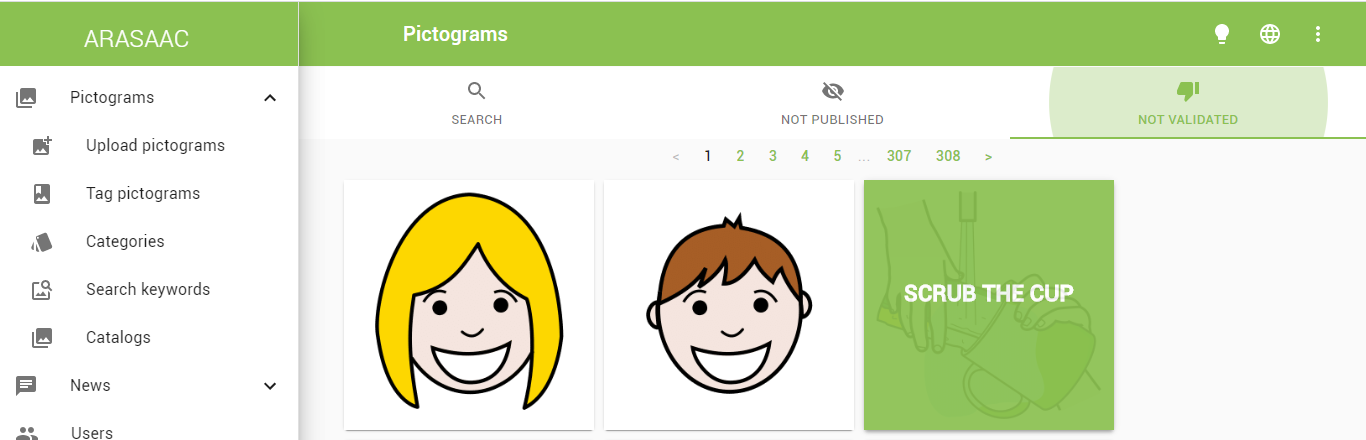 ARASAAC
Pictograms
Pictograms
Upload pictograms
Tag pictograms
Categories
Search keywords
Catalogs
News
Users
SEARCH
NOT PUBLISHED
NOT VALIDATED
< 1 2 3 4 5 ... 307 308 >
SCRUB THE CUP